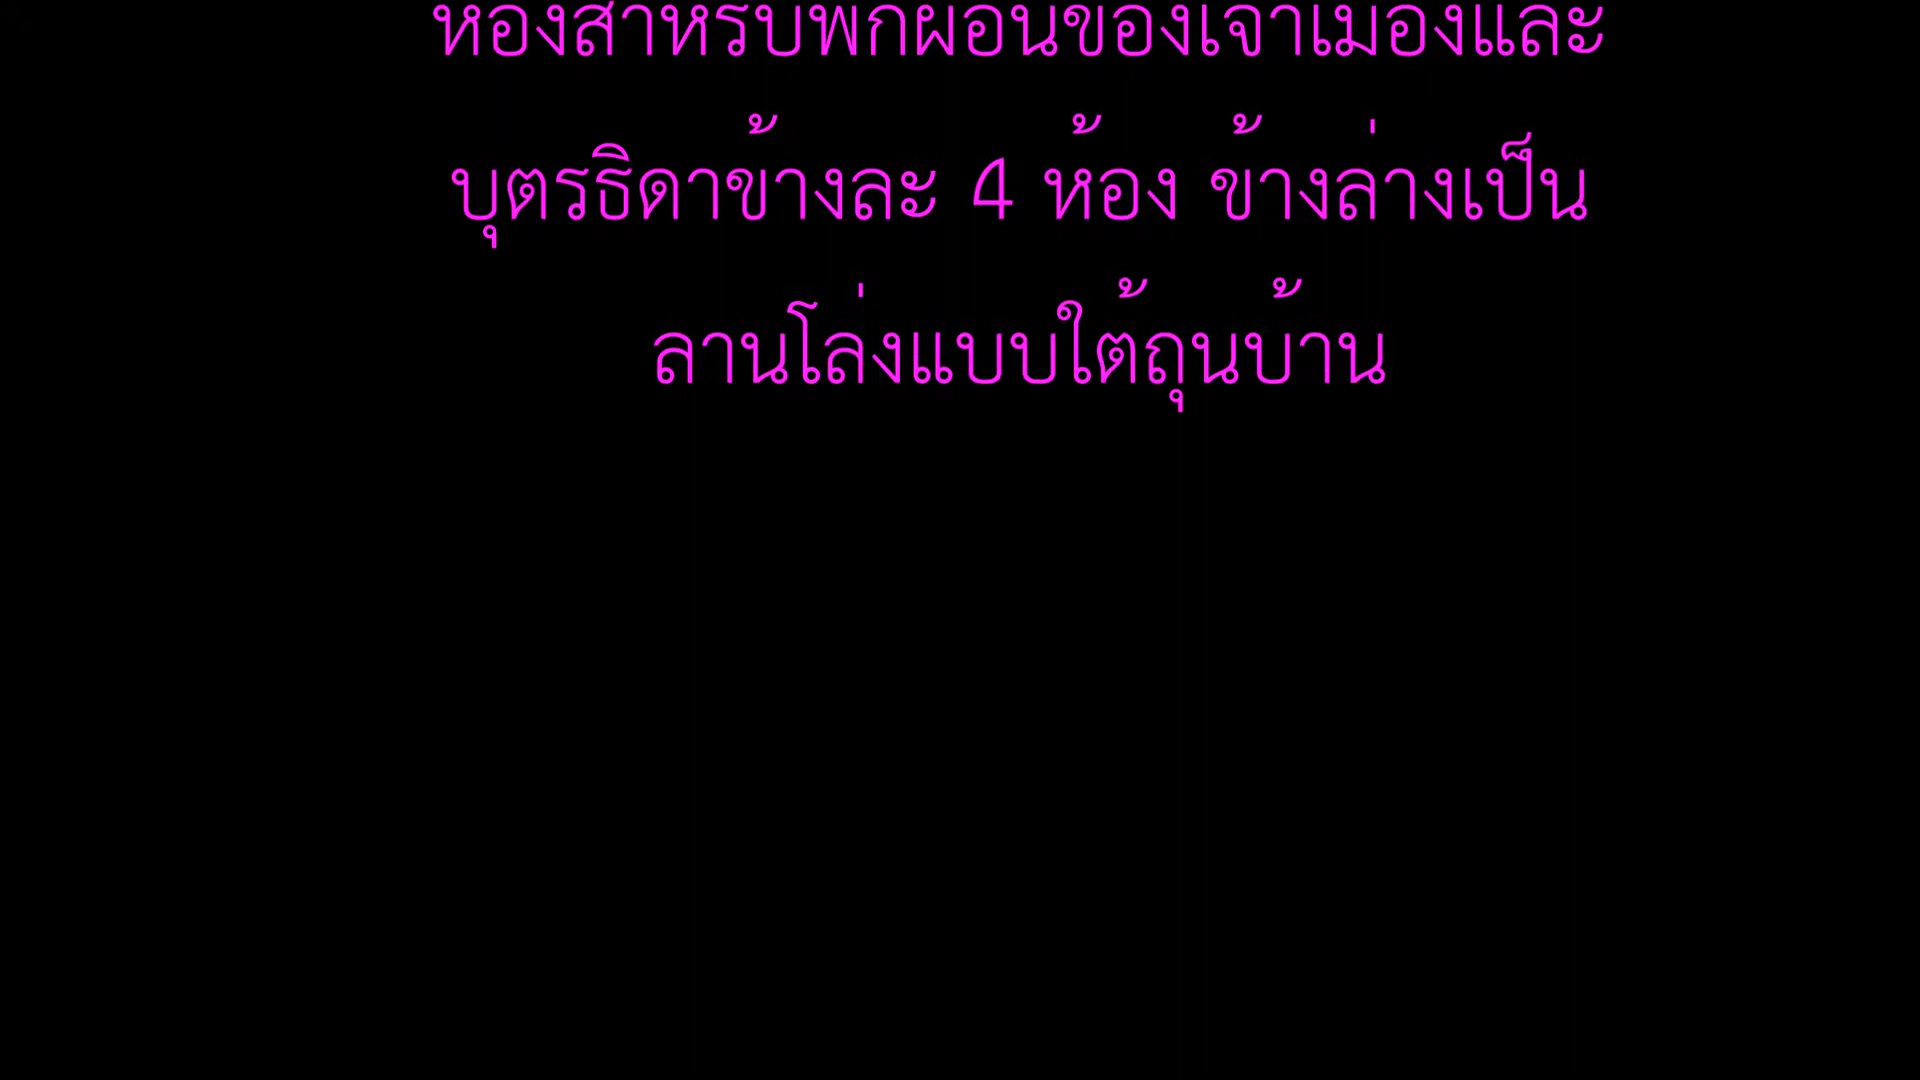 ห้องสำหรับพักผ่อนของเจ้าเมืองและ
บุตรธิดาข้างละ 4 ห้อง ข้างล่างเป็น
ลานโล่งแบบใต้ถุนบ้าน